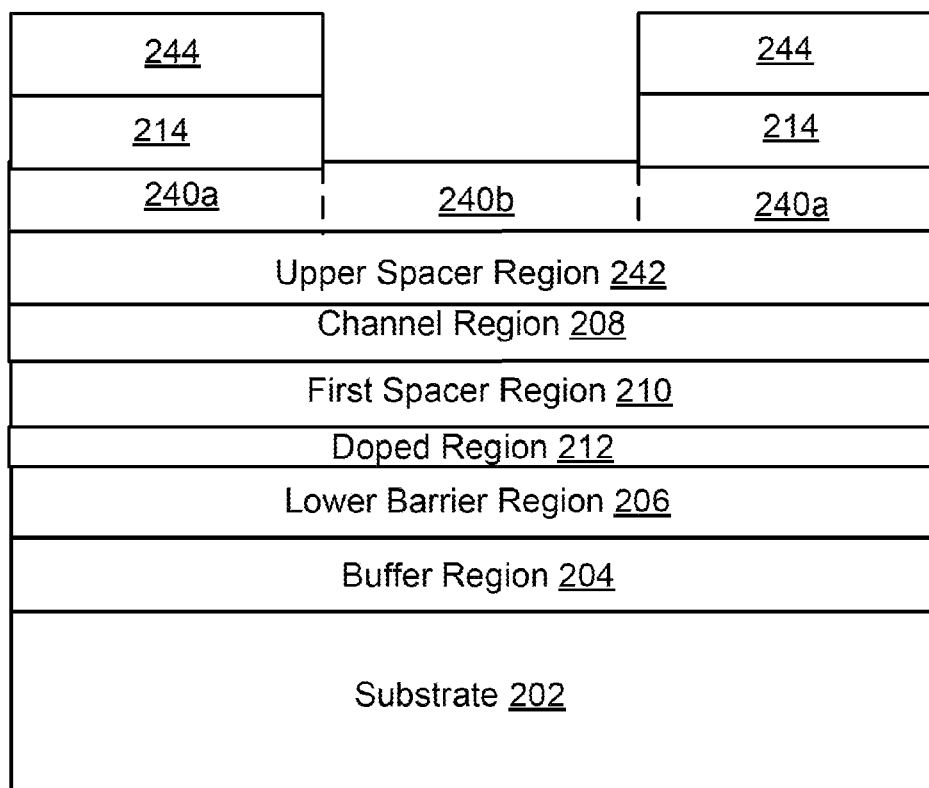 244 244
214 214
240a 240b 240a
Upper Spacer Region 242
Channel Region 208
First Spacer Region 210
Doped Region 212
Lower Barrier Region 206
Buffer Region 204
Substrate 202